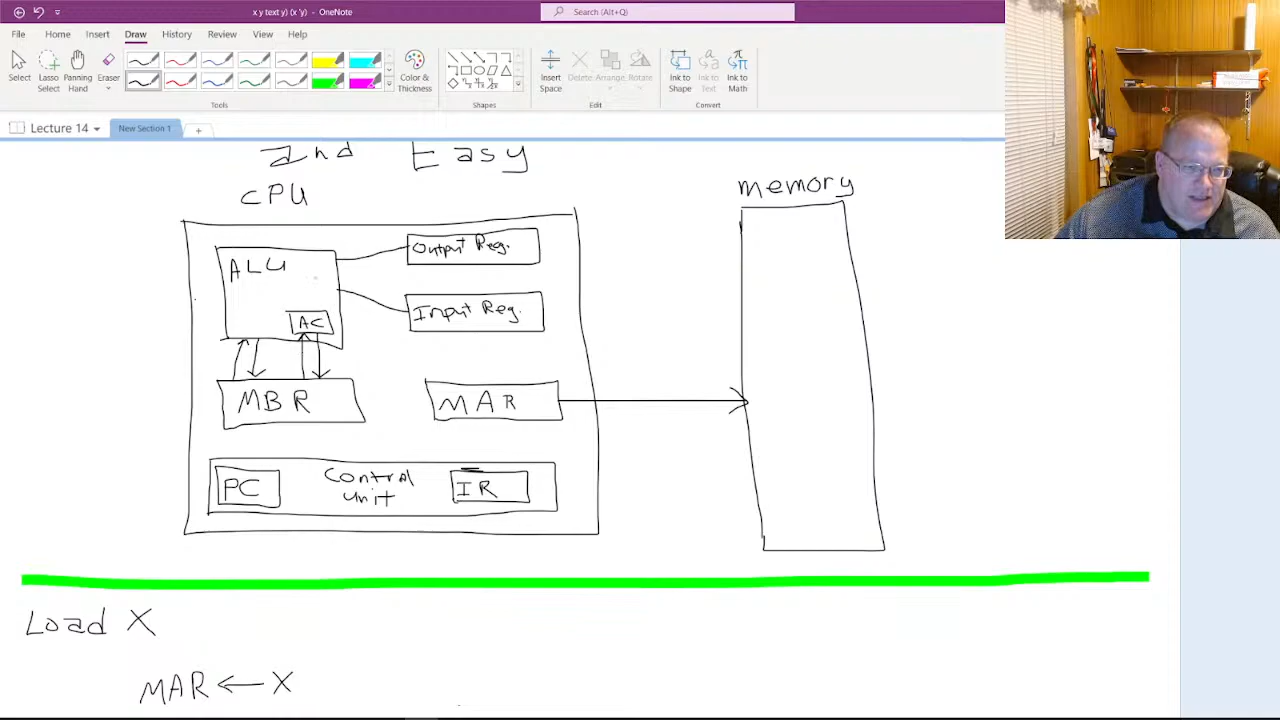 x y text y) (x 'y) - OneNote
Search (Alt+Q)
File Home Insert Draw History Review View Help
Select
Lasso Select
Panning Hand
Eraser
Color & Thickness
Insert Space
Delete
Arrange
Rotate
Ink to Shape
Ink to Text
Ink to Math
Tools
Shapes
Edit
Convert
Lecture 14
New Section 1
and Easy
CPU
memory
ALU
Output Reg.
Input Reg.
AC
MBR
MAR
PC
Control Unit
IR
Load X
MAR ← X